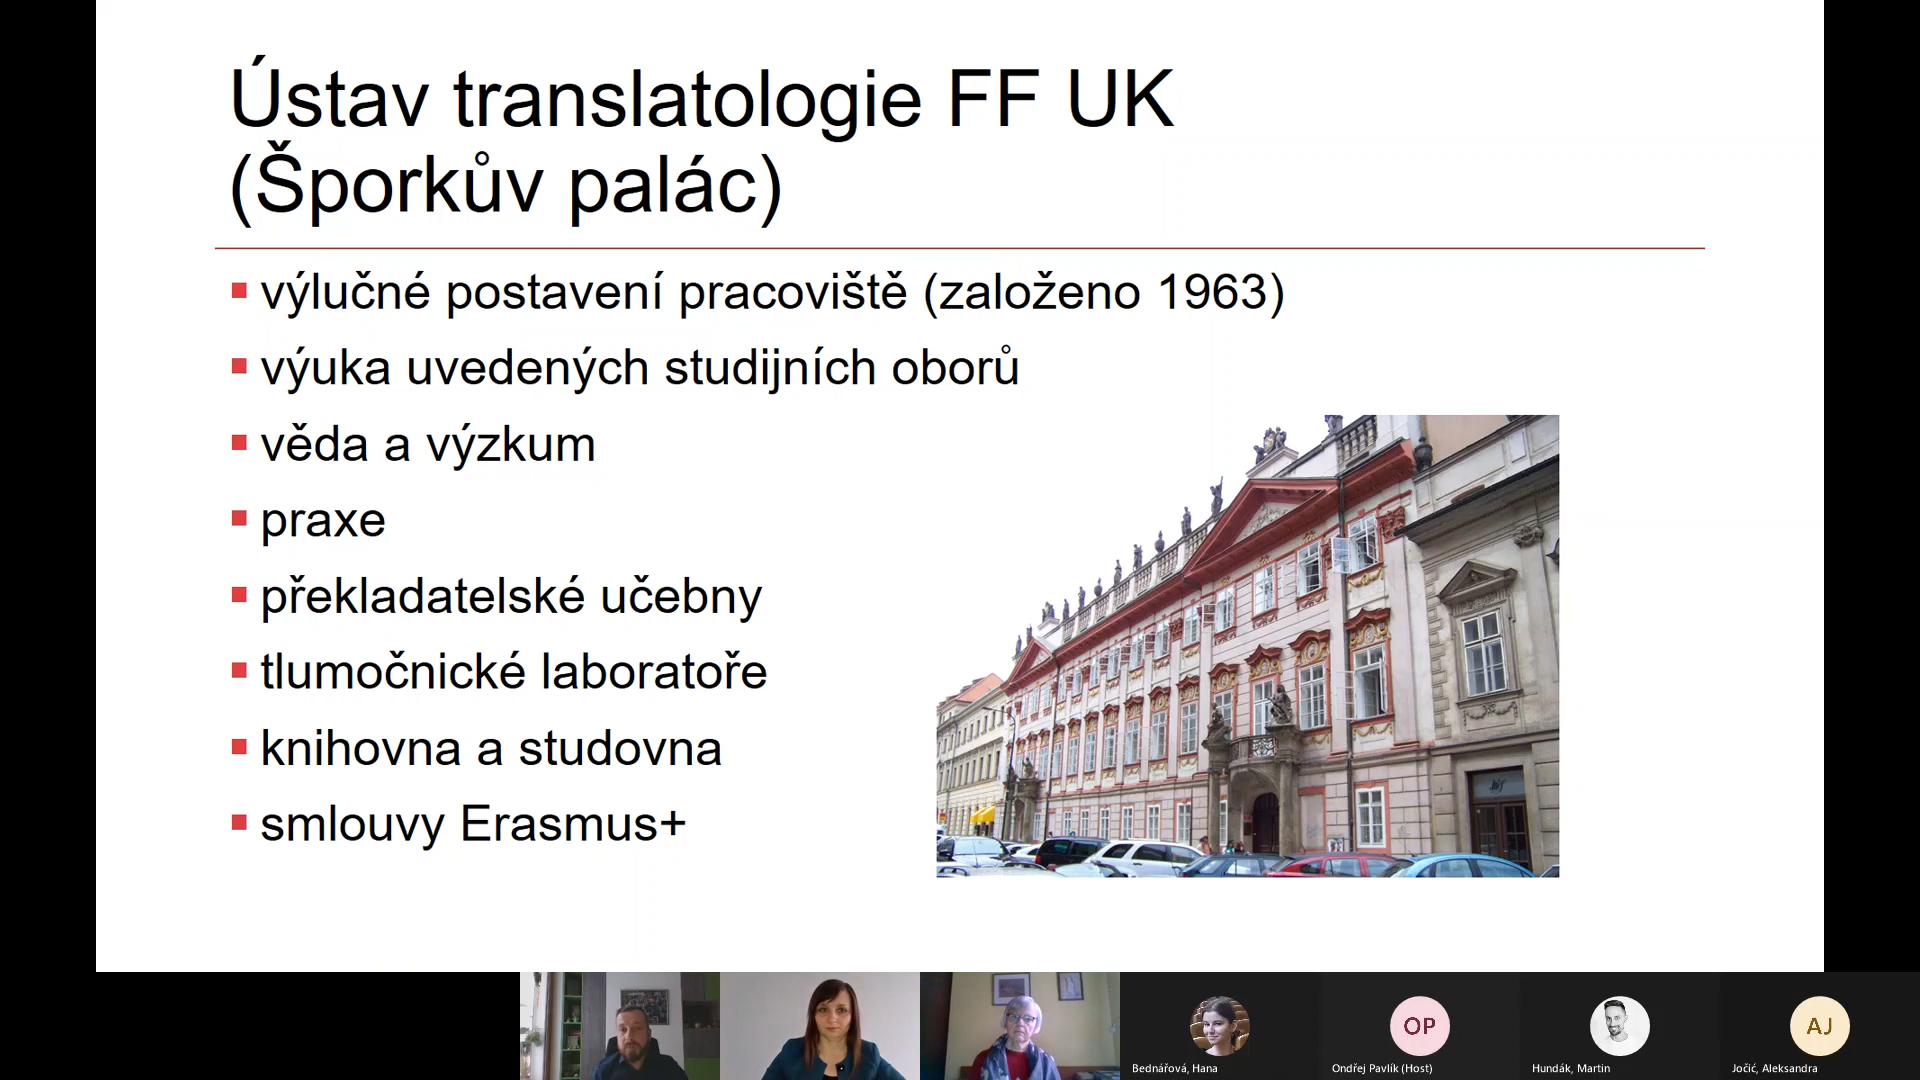 Ústav translatologie FF UK
(Šporkův palác)
výlučné postavení pracoviště (založeno 1963)
výuka uvedených studijních oborů
věda a výzkum
praxe
překladatelské učebny
tlumočnické laboratoře
knihovna a studovna
smlouvy Erasmus+
OP
AJ
Bednářová, Hana
Ondřej Pavlík (Host)
Hundák, Martin
Jočić, Aleksandra